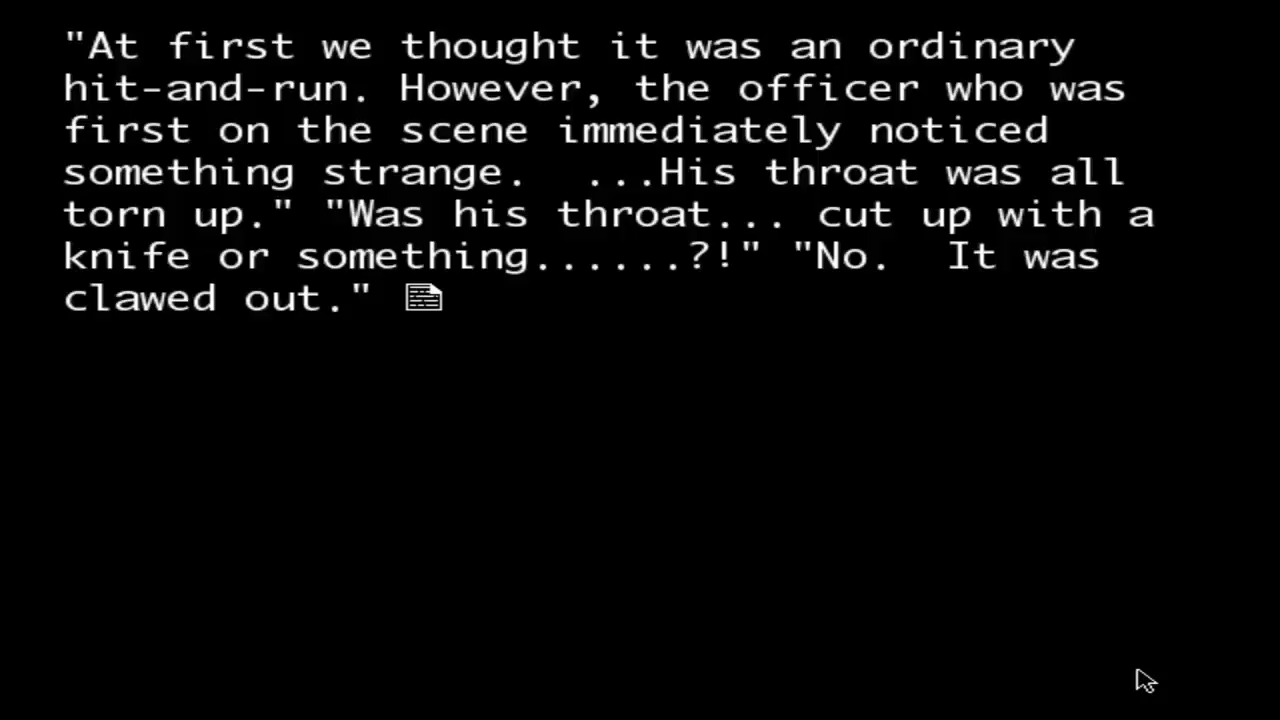 "At first we thought it was an ordinary
hit-and-run. However, the officer who was
first on the scene immediately noticed
something strange.  ...His throat was all
torn up." "Was his throat... cut up with a
knife or something......?!" "No.  It was
clawed out."